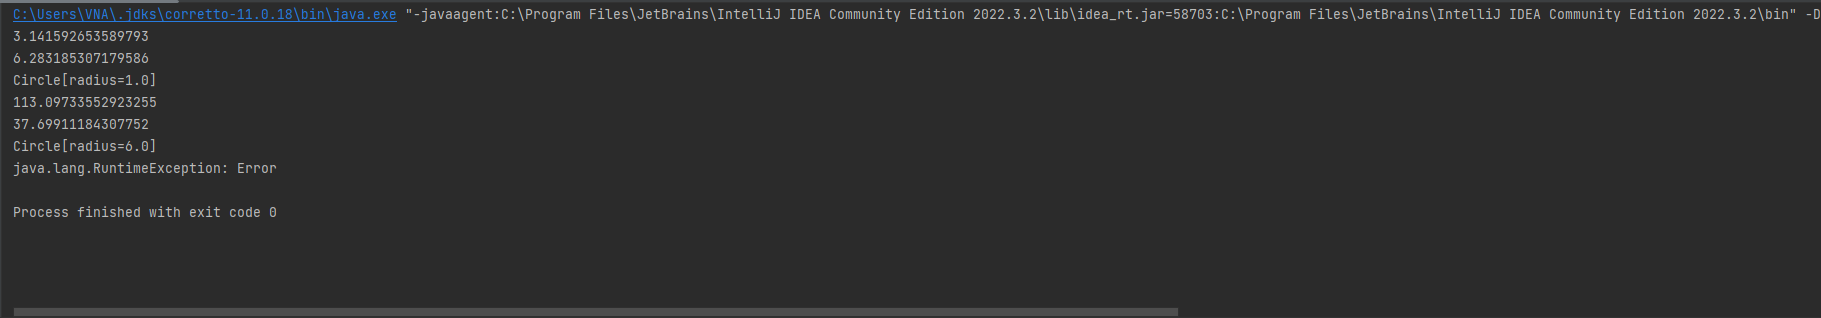 C:\Users\VNA\.jdks\corretto-11.0.18\bin\java.exe "-javaagent:C:\Program Files\JetBrains\IntelliJ IDEA Community Edition 2022.3.2\lib\idea_rt.jar=58703:C:\Program Files\JetBrains\IntelliJ IDEA Community Edition 2022.3.2\bin" -D
3.141592653589793
6.283185307179586
Circle[radius=1.0]
113.09733552923255
37.69911184307752
Circle[radius=6.0]
java.lang.RuntimeException: Error
Process finished with exit code 0